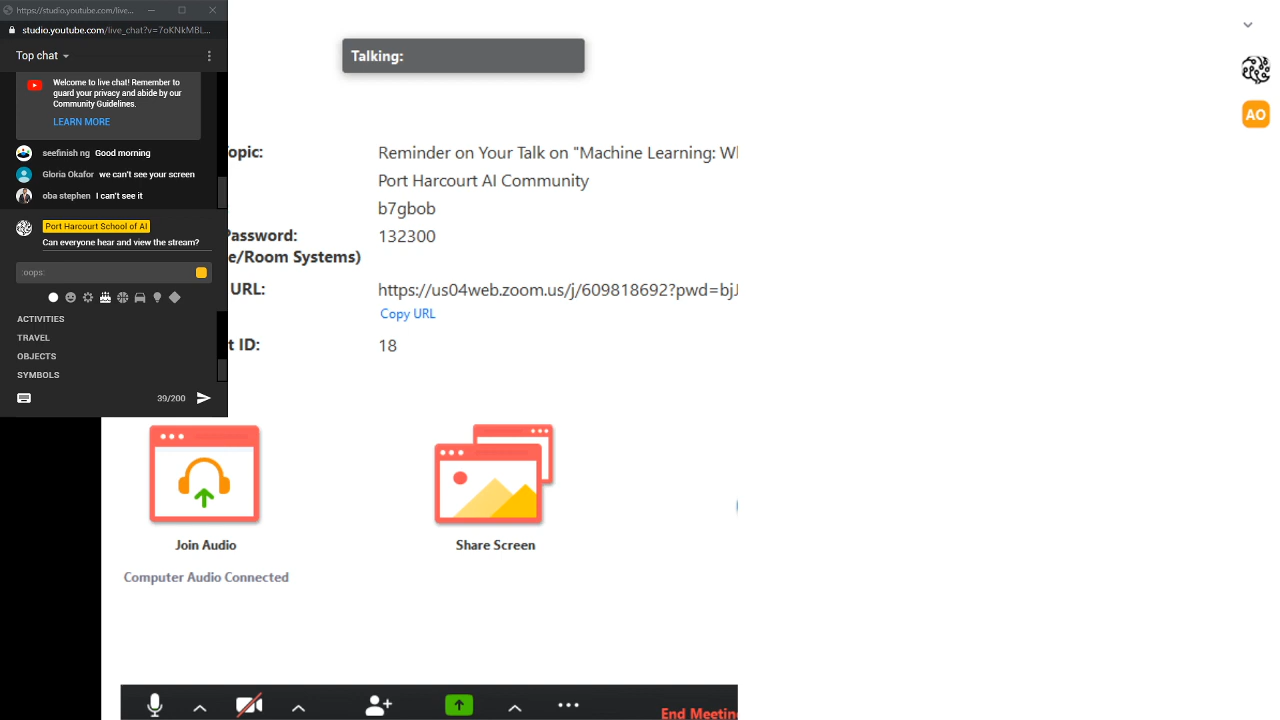 https://studio.youtube.com/live...
studio.youtube.com/live_chat?v=7oKNkMBL...
Top chat
Welcome to live chat! Remember to
guard your privacy and abide by our
Community Guidelines.
LEARN MORE
seefinish ng Good morning
Gloria Okafor we can't see your screen
oba stephen I can't see it
Port Harcourt School of AI
Can everyone hear and view the stream?
oops:
ACTIVITIES
TRAVEL
OBJECTS
SYMBOLS
39/200
Talking:
AO
opic: Reminder on Your Talk on "Machine Learning: W
Port Harcourt AI Community
b7gbob
Password: 132300
e/Room Systems)
URL: https://us04web.zoom.us/j/609818692?pwd=bj
Copy URL
t ID: 18
Join Audio
Share Screen
Computer Audio Connected
End Meetin